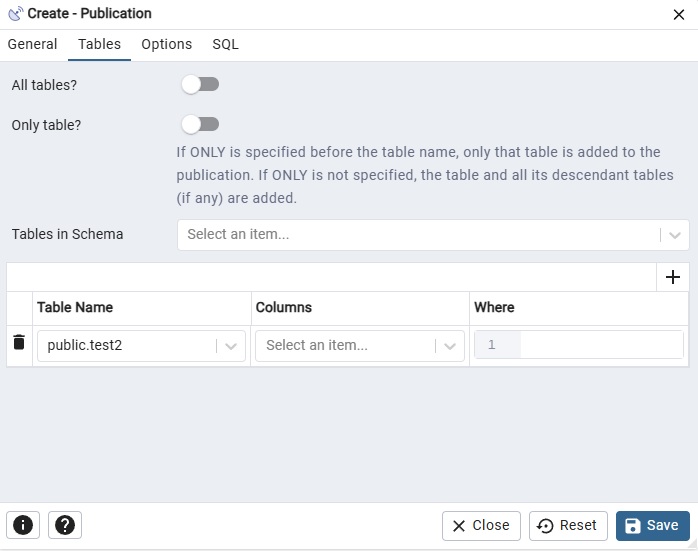 Create - Publication
General Tables Options SQL
All tables?
Only table?
If ONLY is specified before the table name, only that table is added to the
publication. If ONLY is not specified, the table and all its descendant tables
(if any) are added.
Tables in Schema Select an item...
Table Name Columns Where
public.test2 Select an item... 1
Close Reset Save